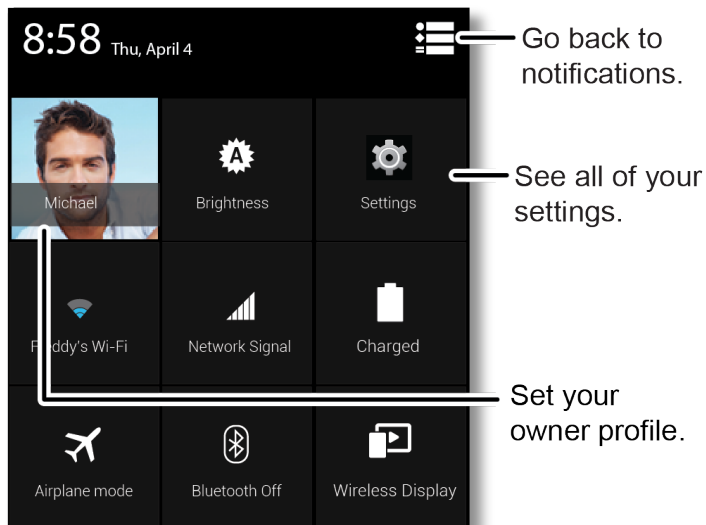 8:58 Thu, April 4
Go back to
notifications.
Michael
A
Brightness
Settings
See all of your
settings.
Freddy's Wi-Fi
Network Signal
Charged
Set your
owner profile.
Airplane mode
Bluetooth Off
Wireless Display